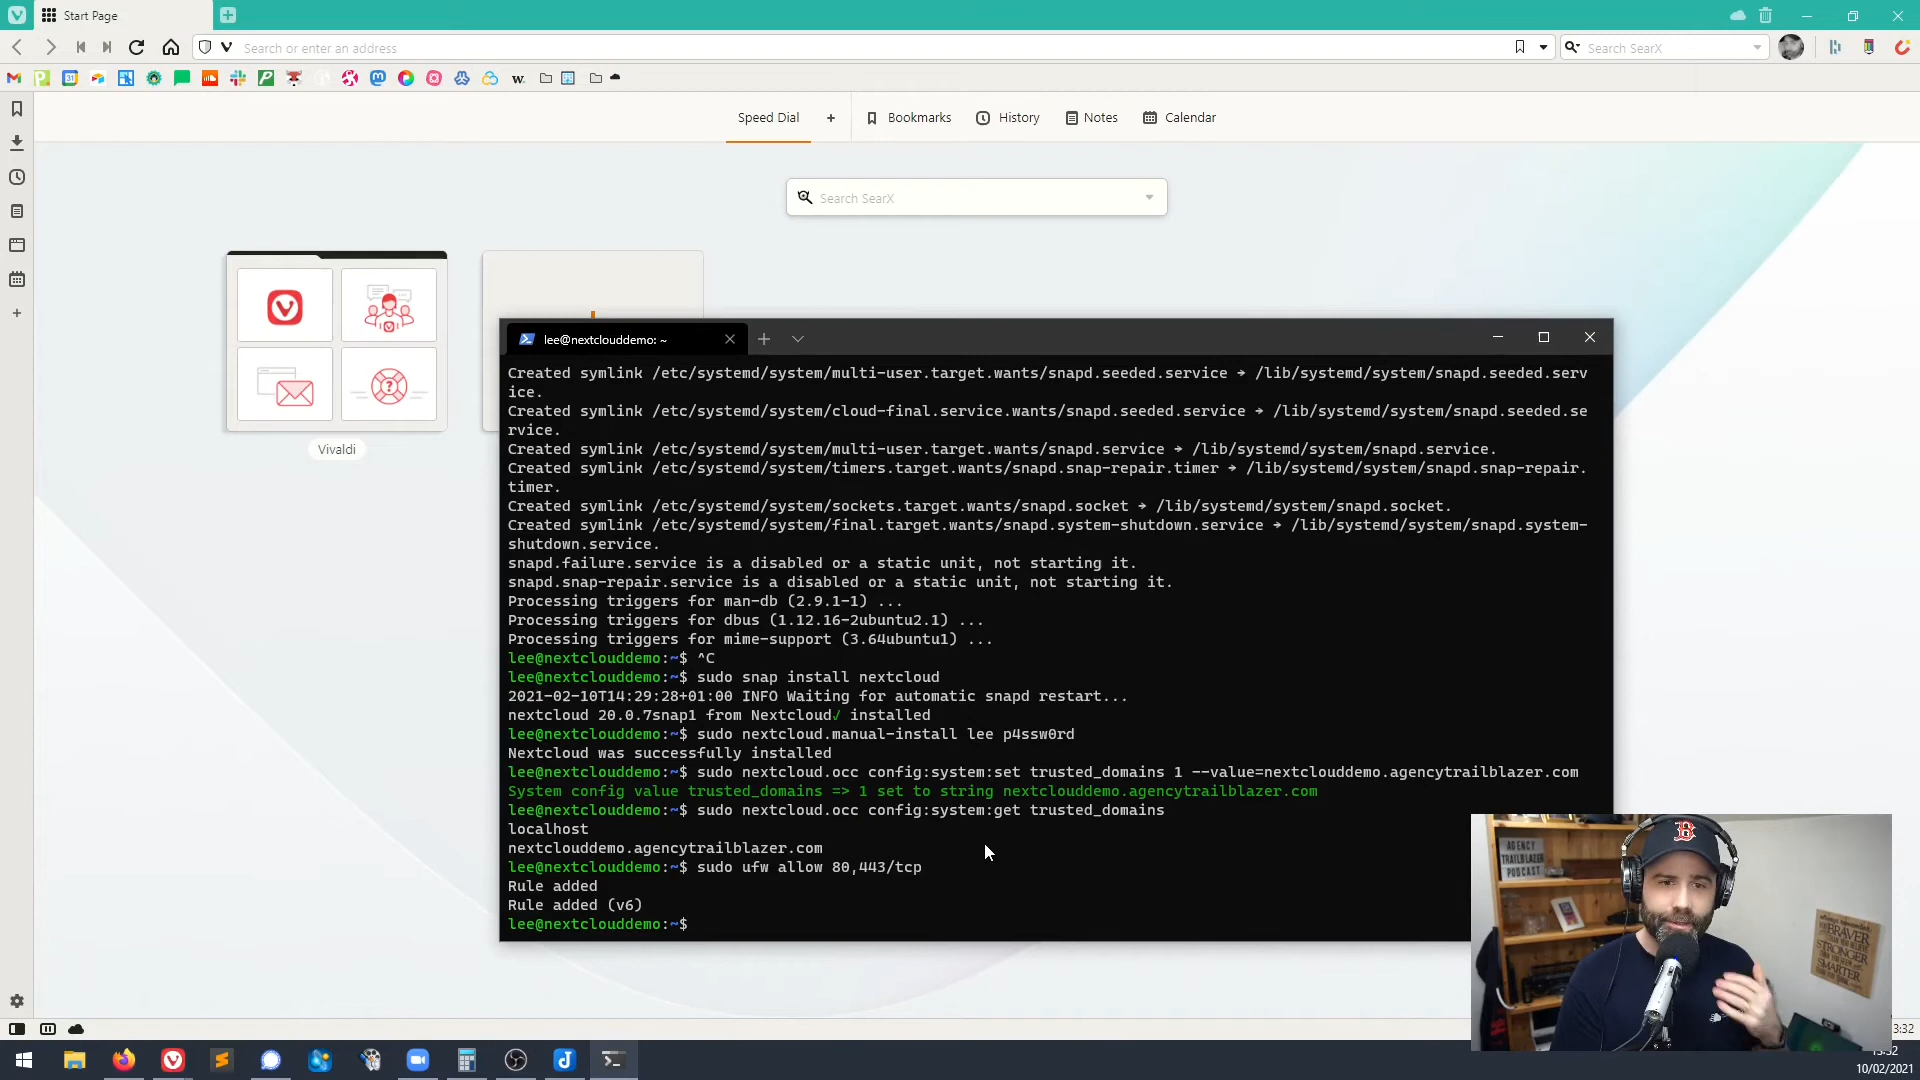 Start Page
Search or enter an address
Search SearX
31
w.
Speed Dial
Bookmarks
History
Notes
Calendar
Search SearX
Vivaldi
lee@nextclouddemo: ~
Created symlink /etc/systemd/system/multi-user.target.wants/snapd.seeded.service → /lib/systemd/system/snapd.seeded.serv
ice.
Created symlink /etc/systemd/system/cloud-final.service.wants/snapd.seeded.service → /lib/systemd/system/snapd.seeded.se
rvice.
Created symlink /etc/systemd/system/multi-user.target.wants/snapd.service → /lib/systemd/system/snapd.service.
Created symlink /etc/systemd/system/timers.target.wants/snapd.snap-repair.timer → /lib/systemd/system/snapd.snap-repair.
timer.
Created symlink /etc/systemd/system/sockets.target.wants/snapd.socket → /lib/systemd/system/snapd.socket.
Created symlink /etc/systemd/system/final.target.wants/snapd.system-shutdown.service → /lib/systemd/system/snapd.system-
shutdown.service.
snapd.failure.service is a disabled or a static unit, not starting it.
snapd.snap-repair.service is a disabled or a static unit, not starting it.
Processing triggers for man-db (2.9.1-1) ...
Processing triggers for dbus (1.12.16-2ubuntu2.1) ...
Processing triggers for mime-support (3.64ubuntu1) ...
lee@nextclouddemo:~$ ^C
lee@nextclouddemo:~$ sudo snap install nextcloud
2021-02-10T14:29:28+01:00 INFO Waiting for automatic snapd restart...
nextcloud 20.0.7snap1 from Nextcloud✓ installed
lee@nextclouddemo:~$ sudo nextcloud.manual-install lee p4ssw0rd
Nextcloud was successfully installed
lee@nextclouddemo:~$ sudo nextcloud.occ config:system:set trusted_domains 1 --value=nextclouddemo.agencytrailblazer.com
System config value trusted_domains => 1 set to string nextclouddemo.agencytrailblazer.com
lee@nextclouddemo:~$ sudo nextcloud.occ config:system:get trusted_domains
localhost
nextclouddemo.agencytrailblazer.com
lee@nextclouddemo:~$ sudo ufw allow 80,443/tcp
Rule added
Rule added (v6)
lee@nextclouddemo:~$
AGENCY
TRAILBLAZER
PODCAST
B
BRAVER
STRONGER
SMARTER
3:32
10/02/2021